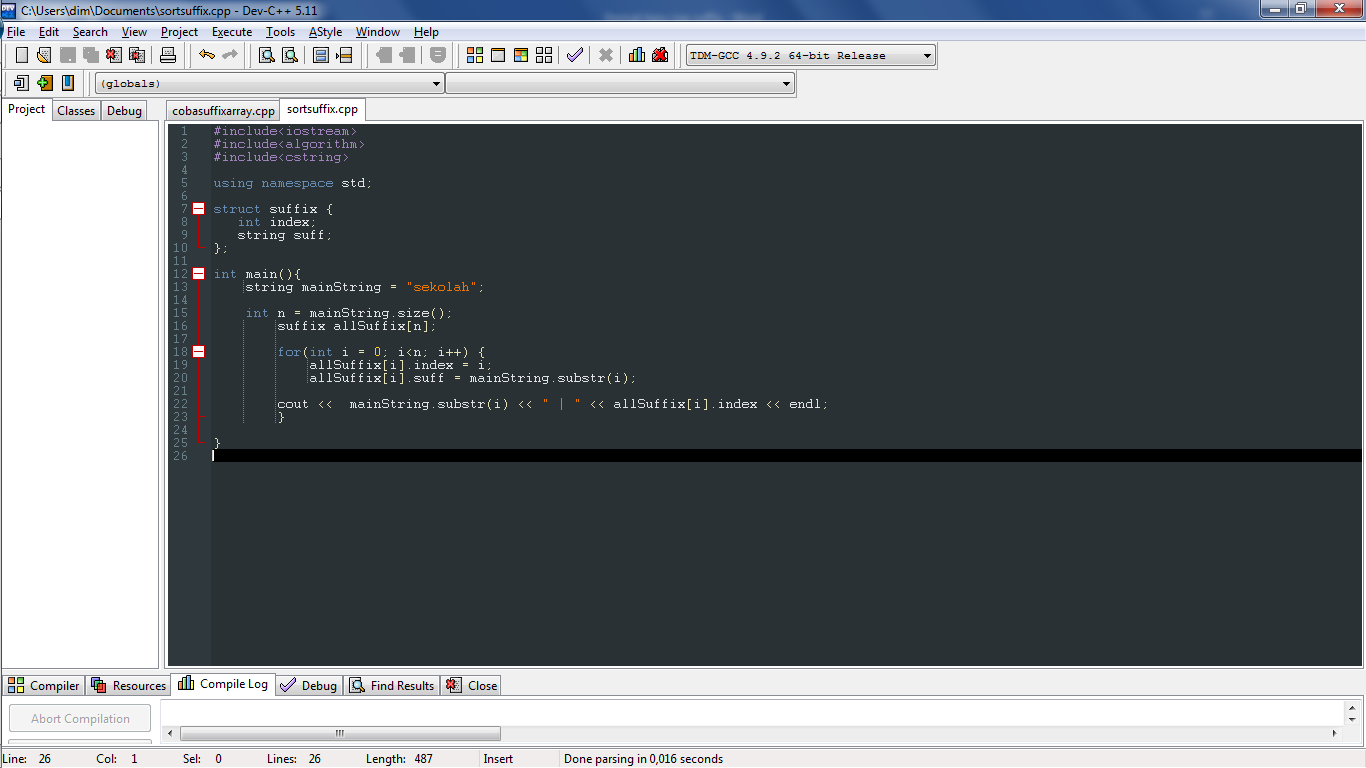 C:\Users\dim\Documents\sortsuffix.cpp - Dev-C++ 5.11
File Edit Search View Project Execute Tools AStyle Window Help
TDM-GCC 4.9.2 64-bit Release
(globals)
Project Classes Debug
cobasuffixarray.cpp sortsuffix.cpp
1 #include<iostream>
2 #include<algorithm>
3 #include<cstring>
4
5 using namespace std;
6
7 struct suffix {
8 int index;
9 string suff;
10 };
11
12 int main(){
13 string mainString = "sekolah";
14
15 int n = mainString.size();
16 suffix allSuffix[n];
17
18 for(int i = 0; i<n; i++) {
19 allSuffix[i].index = i;
20 allSuffix[i].suff = mainString.substr(i);
21
22 cout <<  mainString.substr(i) << " | " << allSuffix[i].index << endl;
23 }
24
25 }
26
Compiler Resources Compile Log Debug Find Results Close
Abort Compilation
Line: 26 Col: 1 Sel: 0 Lines: 26 Length: 487 Insert Done parsing in 0,016 seconds